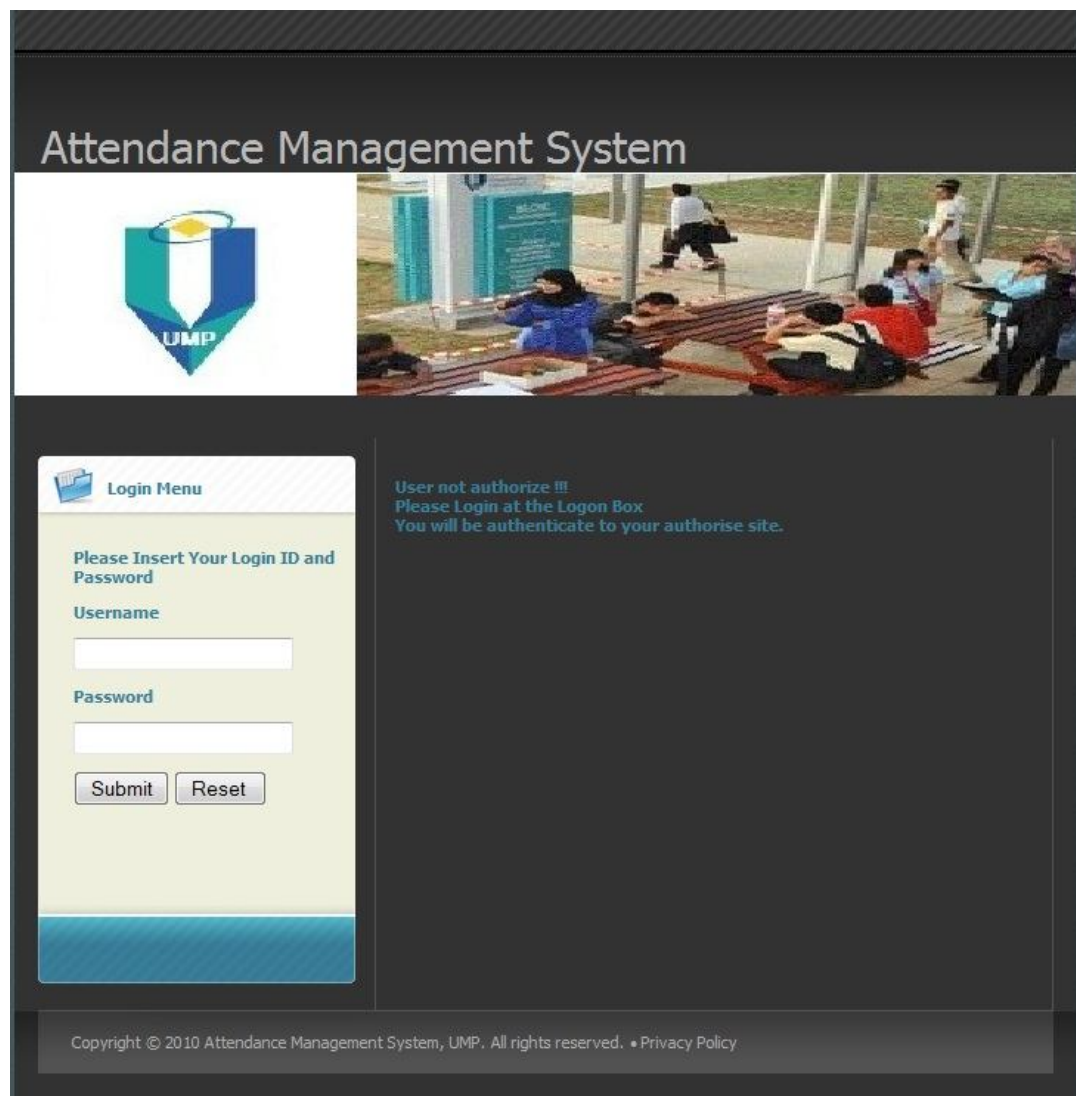 Attendance Management System
UMP
Login Menu
Please Insert Your Login ID and
Password
Username
Password
Submit Reset
User not authorize !!!
Please Login at the Logon Box
You will be authenticate to your authorise site.
Copyright © 2010 Attendance Management System, UMP. All rights reserved. • Privacy Policy